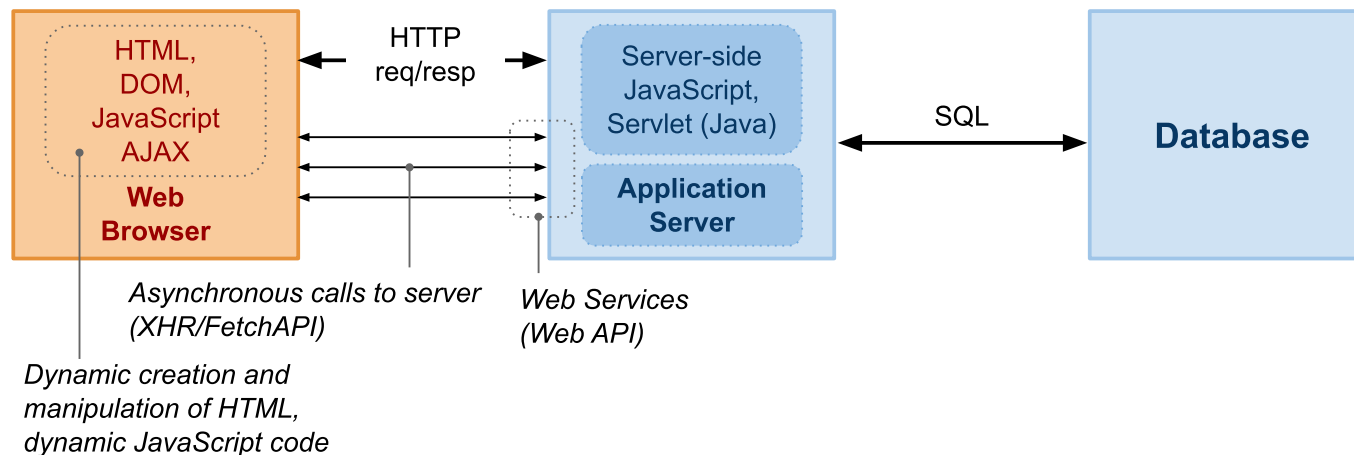 HTML,
DOM,
JavaScript
AJAX
Web
Browser
HTTP
req/resp
Server-side
JavaScript,
Servlet (Java)
Application
Server
SQL
Database
Asynchronous calls to server
(XHR/FetchAPI)
Web Services
(Web API)
Dynamic creation and
manipulation of HTML,
dynamic JavaScript code